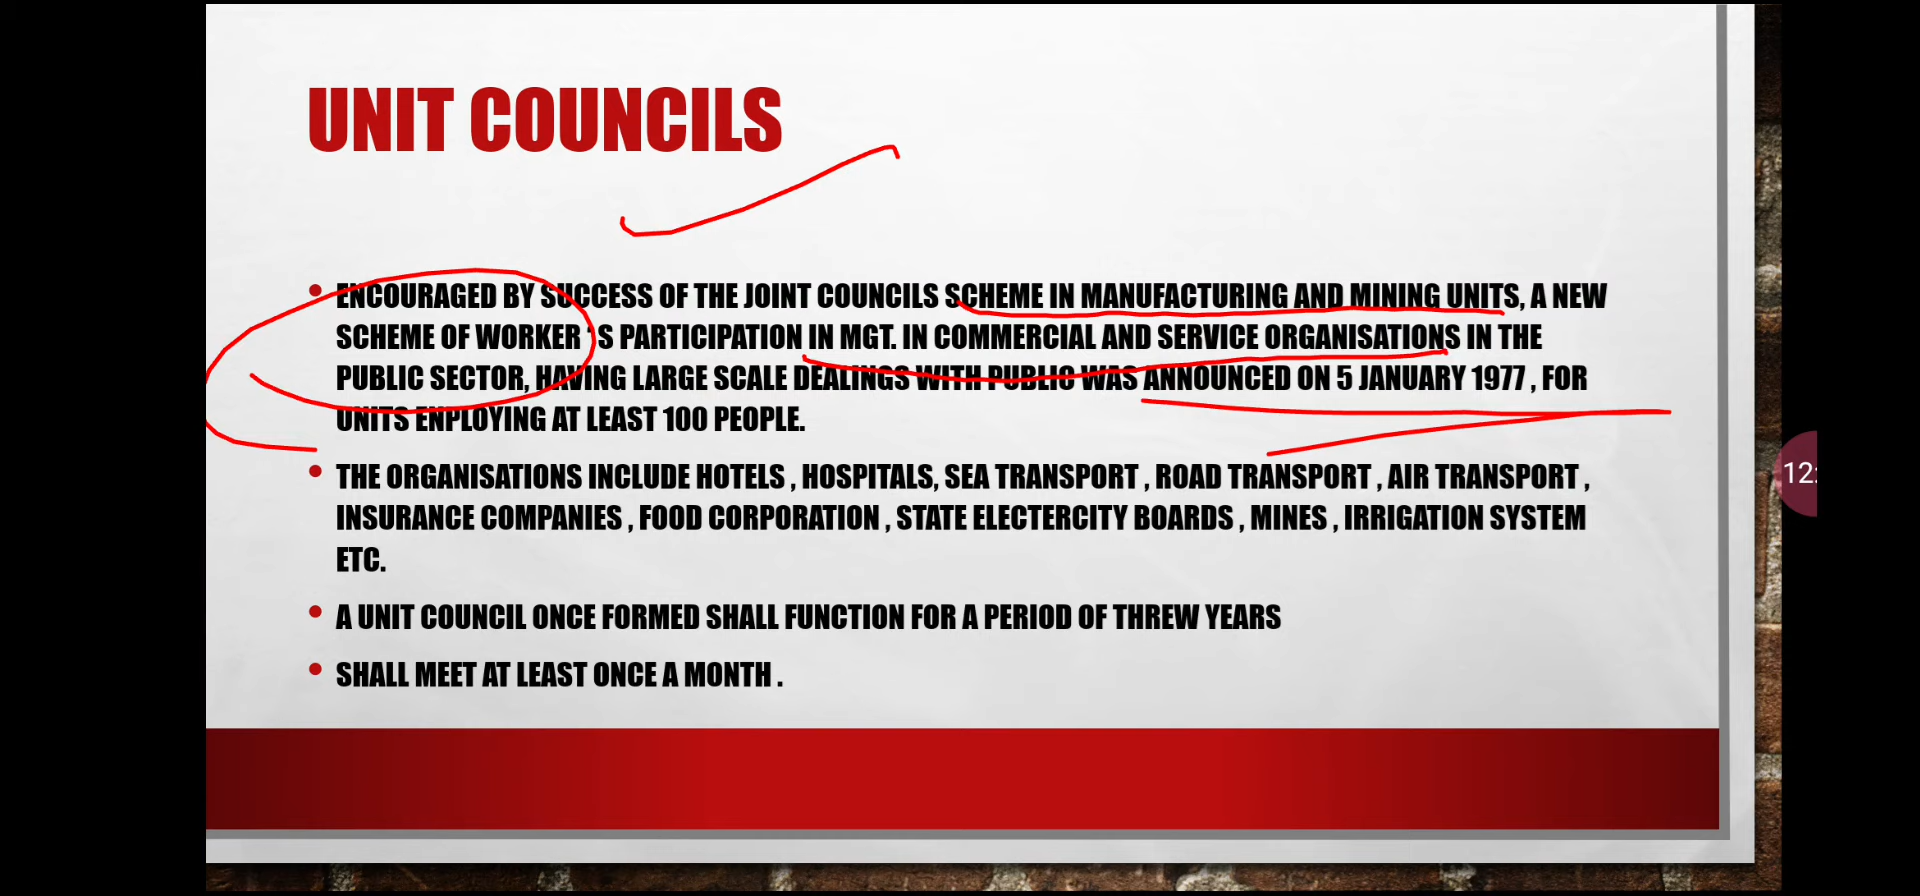 UNIT COUNCILS
• ENCOURAGED BY SUCCESS OF THE JOINT COUNCILS SCHEME IN MANUFACTURING AND MINING UNITS, A NEW
SCHEME OF WORKER 'S PARTICIPATION IN MGT. IN COMMERCIAL AND SERVICE ORGANISATIONS IN THE
PUBLIC SECTOR, HAVING LARGE SCALE DEALINGS WITH PUBLIC WAS ANNOUNCED ON 5 JANUARY 1977 , FOR
UNITS ENPLOYING AT LEAST 100 PEOPLE.
• THE ORGANISATIONS INCLUDE HOTELS , HOSPITALS, SEA TRANSPORT , ROAD TRANSPORT , AIR TRANSPORT ,
INSURANCE COMPANIES , FOOD CORPORATION , STATE ELECTERCITY BOARDS , MINES , IRRIGATION SYSTEM
ETC.
• A UNIT COUNCIL ONCE FORMED SHALL FUNCTION FOR A PERIOD OF THREW YEARS
• SHALL MEET AT LEAST ONCE A MONTH .
12: